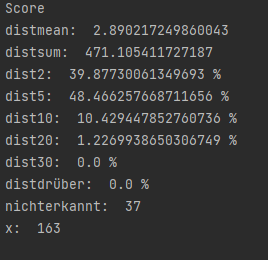 Score
distmean:  2.890217249860043
distsum:  471.105411727187
dist2:  39.87730061349693 %
dist5:  48.466257668711656 %
dist10:  10.429447852760736 %
dist20:  1.2269938650306749 %
dist30:  0.0 %
distdrüber:  0.0 %
nichterkannt:  37
x:  163